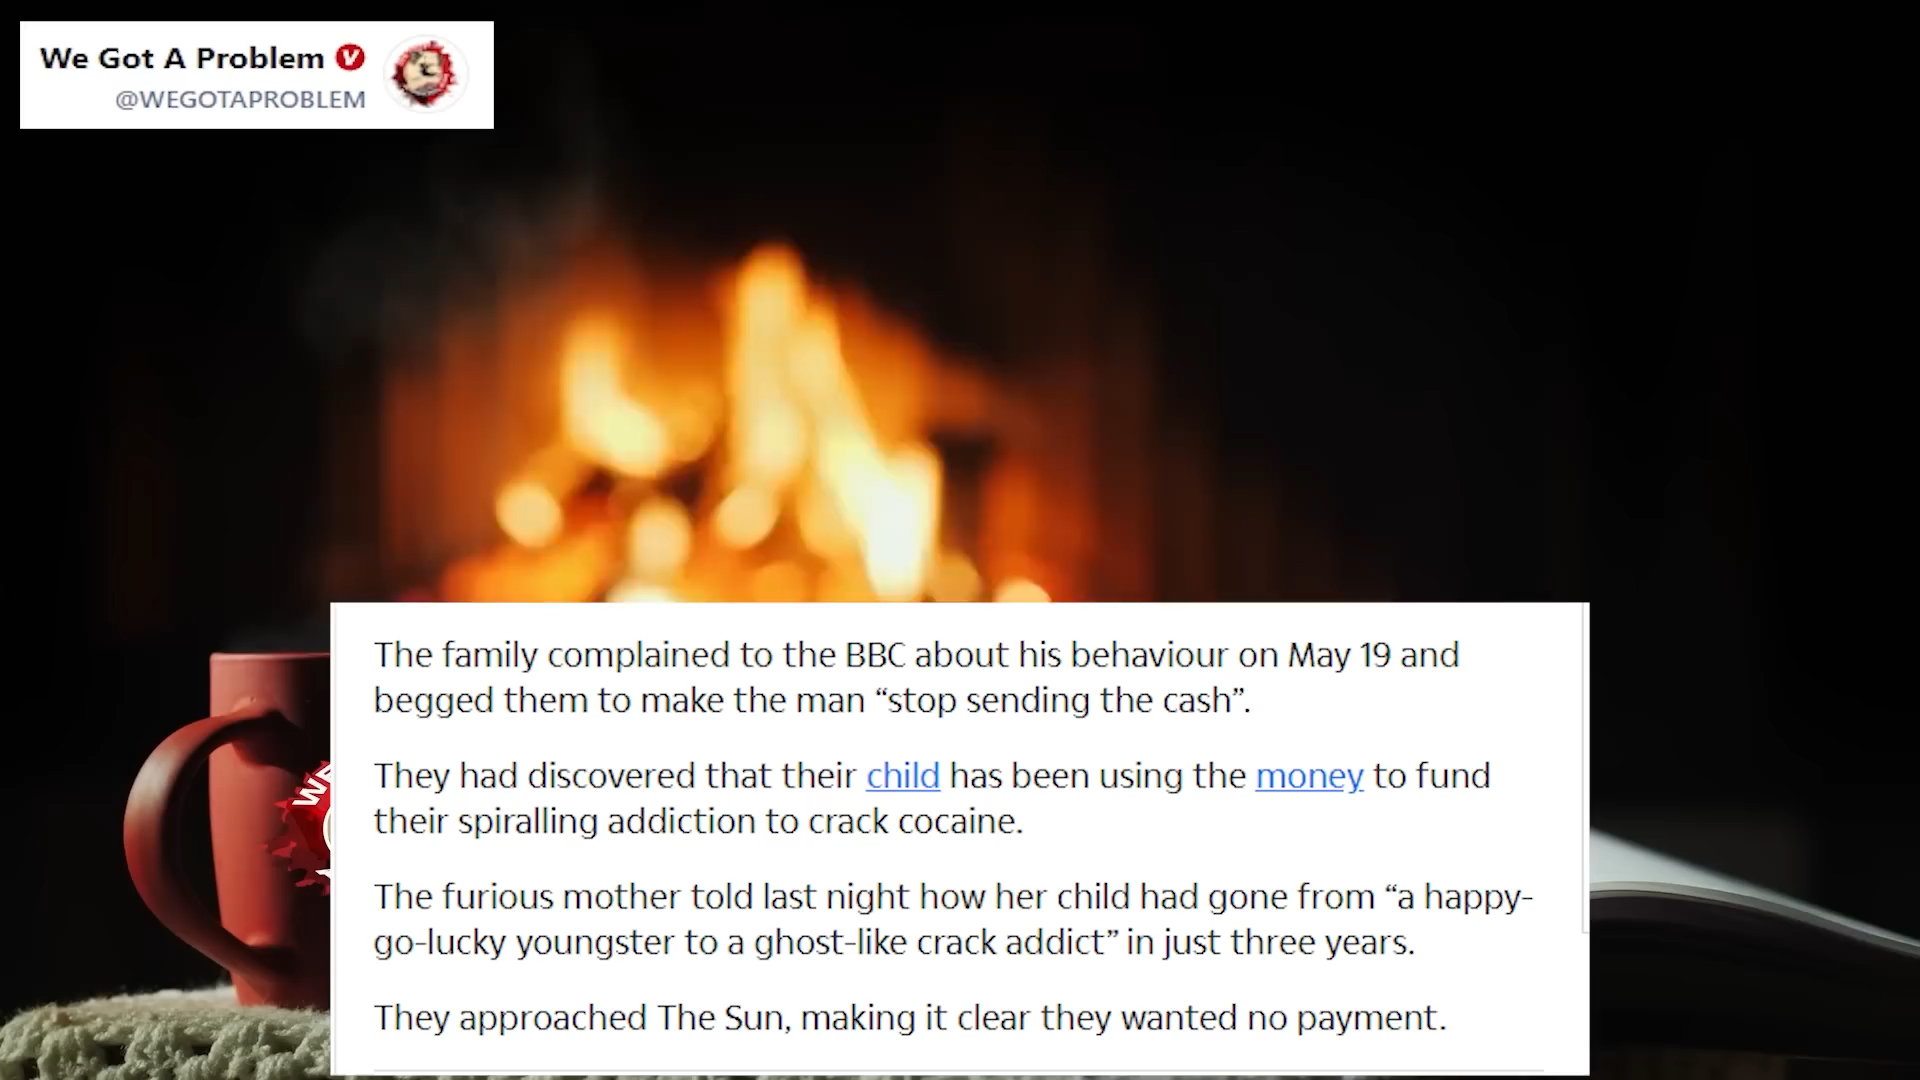 We Got A Problem
@WEGOTAPROBLEM
The family complained to the BBC about his behaviour on May 19 and
begged them to make the man “stop sending the cash”.
They had discovered that their child has been using the money to fund
their spiralling addiction to crack cocaine.
The furious mother told last night how her child had gone from “a happy-
go-lucky youngster to a ghost-like crack addict” in just three years.
They approached The Sun, making it clear they wanted no payment.